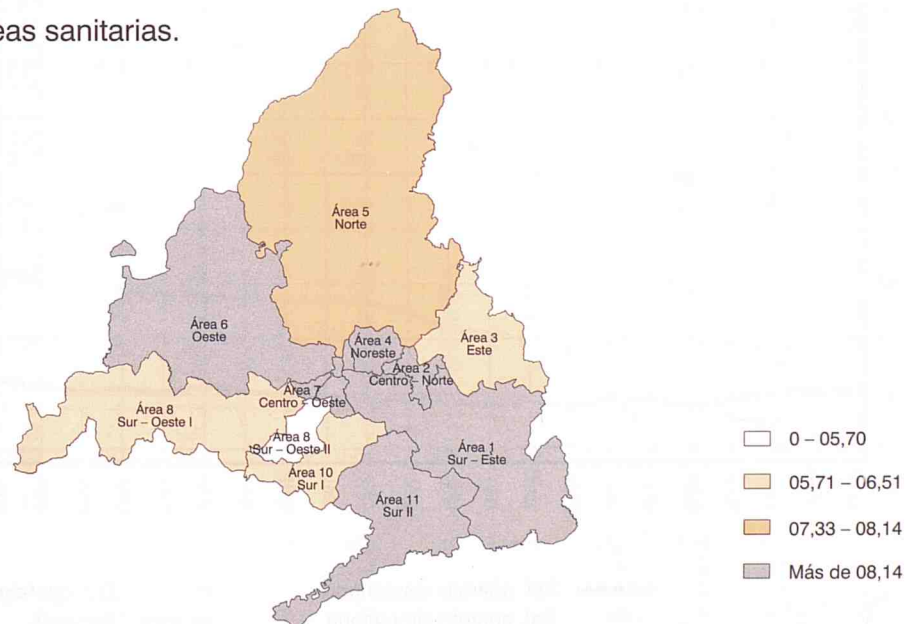 eas sanitarias.
Área 5
Norte
Área 6
Oeste
Área 4
Noreste
Área 3
Este
Área 2
Centro – Norte
Área 7
Centro – Oeste
Área 8
Sur – Oeste I
Área 8
Sur – Oeste II
Área 1
Sur – Este
Área 10
Sur I
Área 11
Sur II
0 – 05,70
05,71 – 06,51
07,33 – 08,14
Más de 08,14